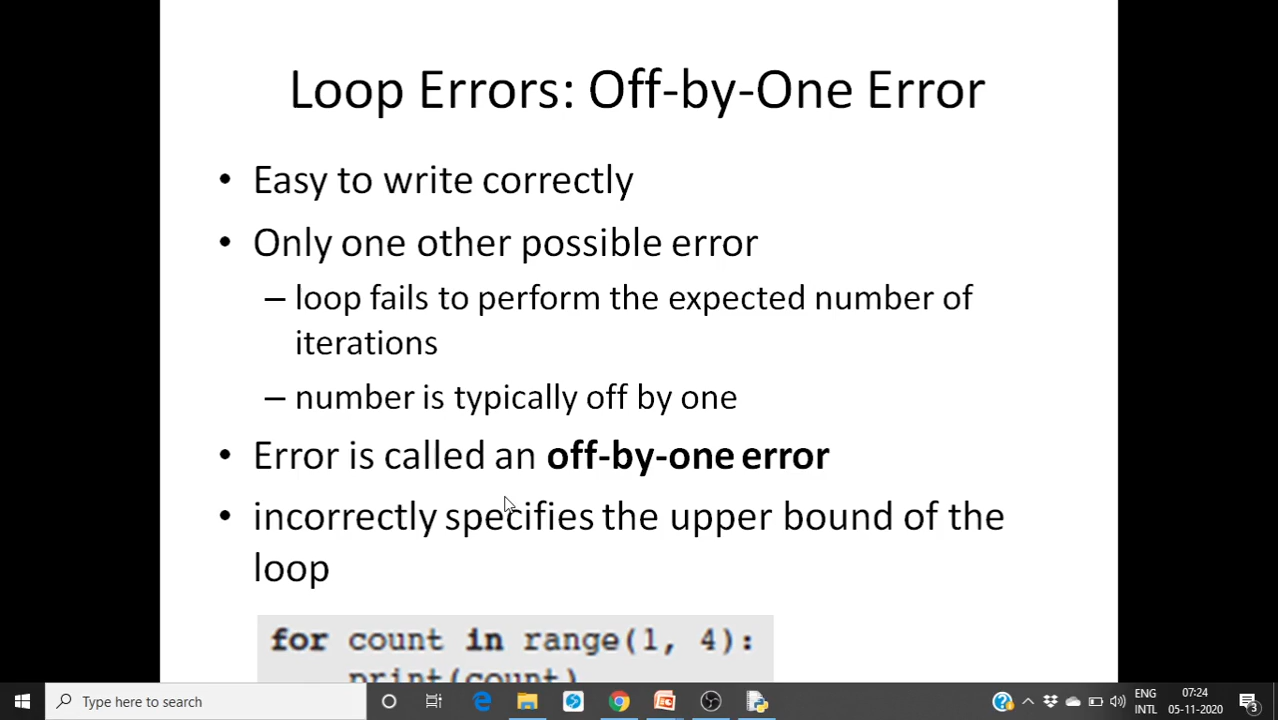 Loop Errors: Off-by-One Error
• Easy to write correctly
• Only one other possible error
– loop fails to perform the expected number of
iterations
– number is typically off by one
• Error is called an off-by-one error
• incorrectly specifies the upper bound of the
loop
for count in range(1, 4):
print(count)
Type here to search
ENG
INTL
07:24
05-11-2020
3